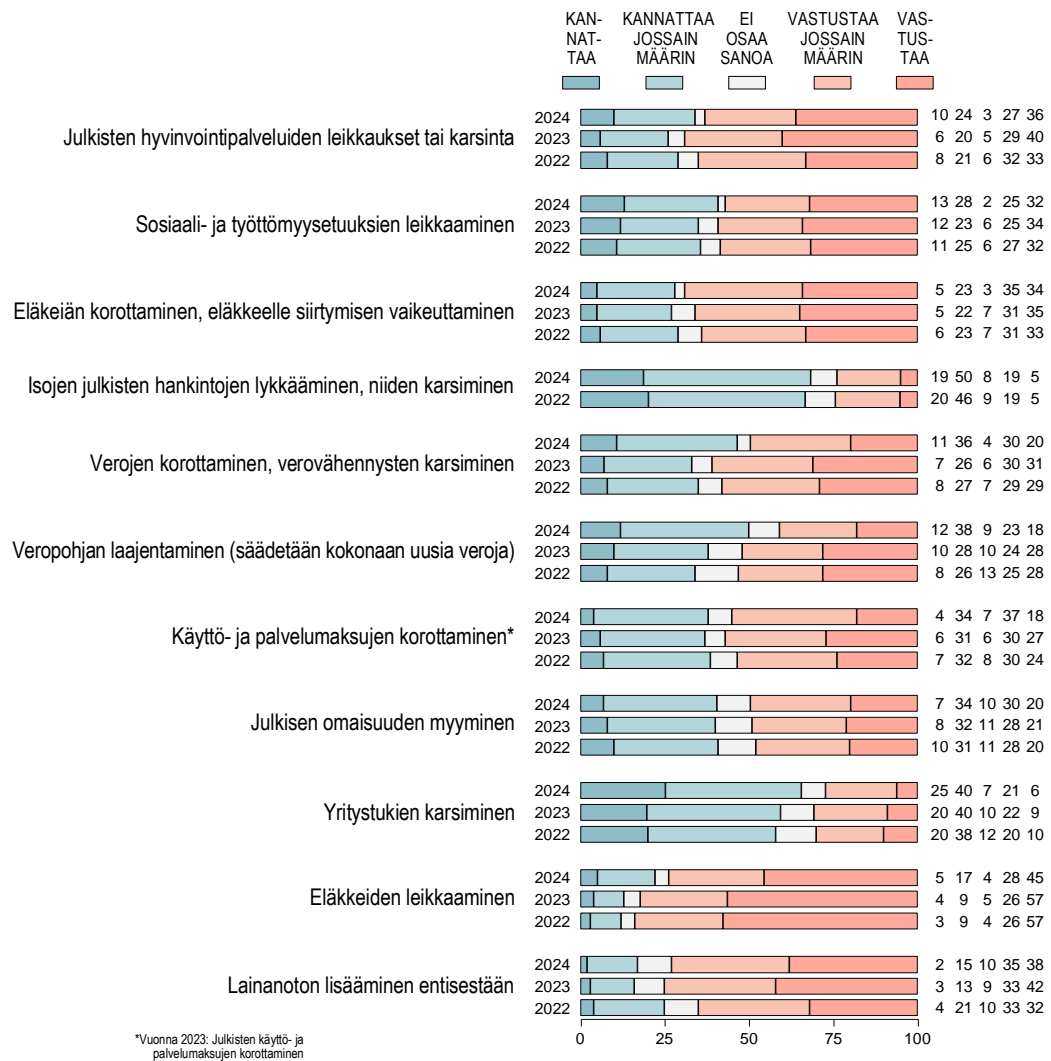 KAN-
NAT-
TAA
KANNATTAA
JOSSAIN
MÄÄRIN
EI
OSAA
SANOA
VASTUSTAA
JOSSAIN
MÄÄRIN
VAS-
TUS-
TAA
Julkisten hyvinvointipalveluiden leikkaukset tai karsinta
2024 10 24 3 27 36
2023 6 20 5 29 40
2022 8 21 6 32 33
Sosiaali- ja työttömyysetuuksien leikkaaminen
2024 13 28 2 25 32
2023 12 23 6 25 34
2022 11 25 6 27 32
Eläkeiän korottaminen, eläkkeelle siirtymisen vaikeuttaminen
2024 5 23 3 35 34
2023 5 22 7 31 35
2022 6 23 7 31 33
Isojen julkisten hankintojen lykkääminen, niiden karsiminen
2024 19 50 8 19 5
2022 20 46 9 19 5
Verojen korottaminen, verovähennysten karsiminen
2024 11 36 4 30 20
2023 7 26 6 30 31
2022 8 27 7 29 29
Veropohjan laajentaminen (säädetään kokonaan uusia veroja)
2024 12 38 9 23 18
2023 10 28 10 24 28
2022 8 26 13 25 28
Käyttö- ja palvelumaksujen korottaminen*
2024 4 34 7 37 18
2023 6 31 6 30 27
2022 7 32 8 30 24
Julkisen omaisuuden myyminen
2024 7 34 10 30 20
2023 8 32 11 28 21
2022 10 31 11 28 20
Yritystukien karsiminen
2024 25 40 7 21 6
2023 20 40 10 22 9
2022 20 38 12 20 10
Eläkkeiden leikkaaminen
2024 5 17 4 28 45
2023 4 9 5 26 57
2022 3 9 4 26 57
Lainanoton lisääminen entisestään
2024 2 15 10 35 38
2023 3 13 9 33 42
2022 4 21 10 33 32
0 25 50 75 100
*Vuonna 2023: Julkisten käyttö- ja
palvelumaksujen korottaminen